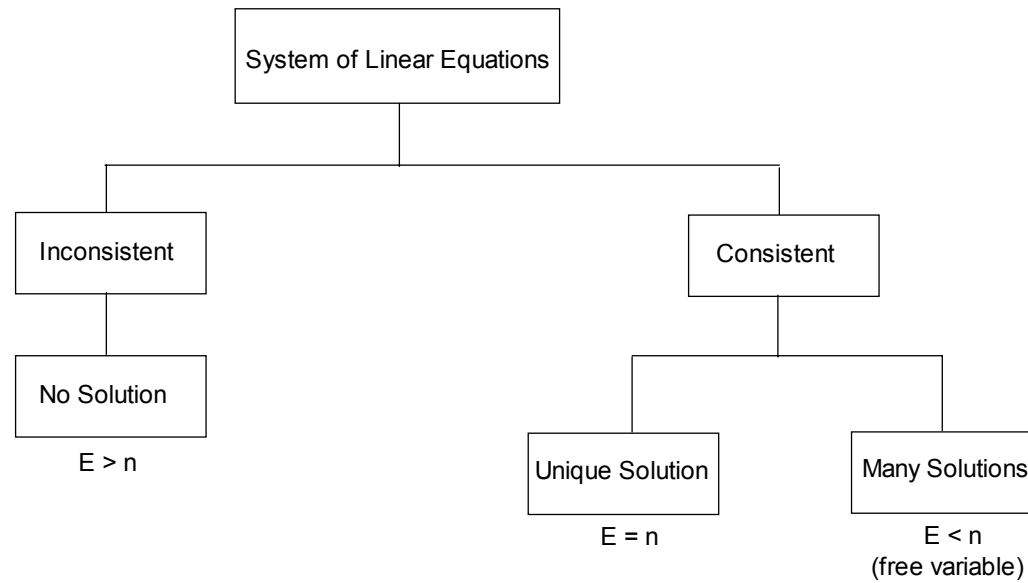 System of Linear Equations
Inconsistent
Consistent
No Solution
E > n
Unique Solution
Many Solutions
E = n
E < n
(free variable)